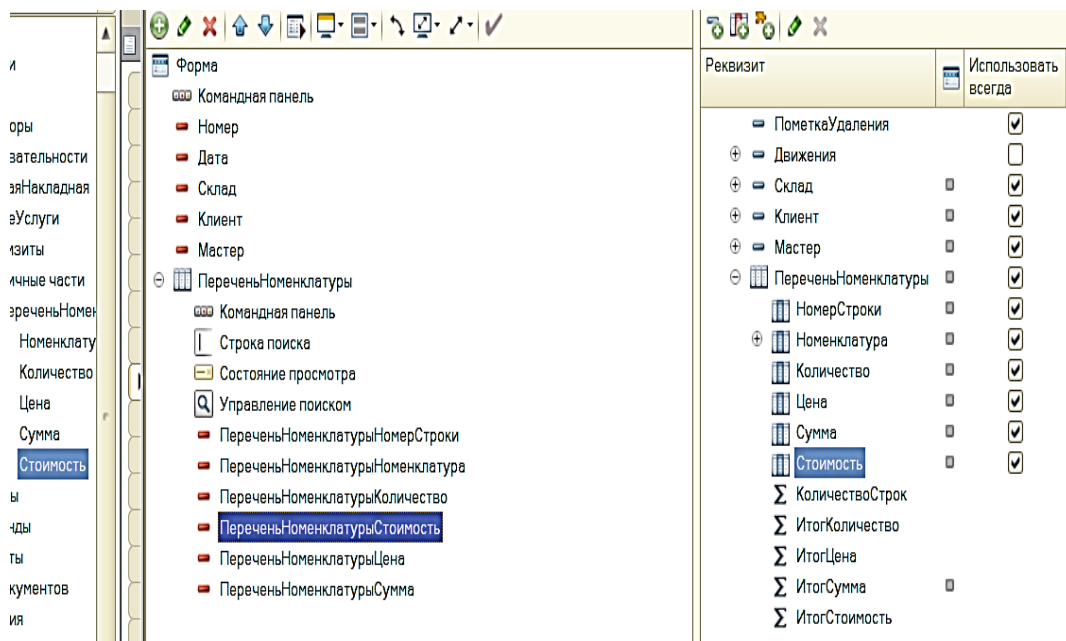 и
оры
вательности
аяНакладная
еУслуги
изиты
ичные части
ереченьНомен
Номенклату
Количество
Цена
Сумма
Стоимость
ы
нды
ты
кументов
ия
Форма
Командная панель
Номер
Дата
Склад
Клиент
Мастер
ПереченьНоменклатуры
Командная панель
Строка поиска
Состояние просмотра
Управление поиском
ПереченьНоменклатурыНомерСтроки
ПереченьНоменклатурыНоменклатура
ПереченьНоменклатурыКоличество
ПереченьНоменклатурыСтоимость
ПереченьНоменклатурыЦена
ПереченьНоменклатурыСумма
Реквизит
Использовать
всегда
ПометкаУдаления
Движения
Склад
Клиент
Мастер
ПереченьНоменклатуры
НомерСтроки
Номенклатура
Количество
Цена
Сумма
Стоимость
КоличествоСтрок
ИтогКоличество
ИтогЦена
ИтогСумма
ИтогСтоимость